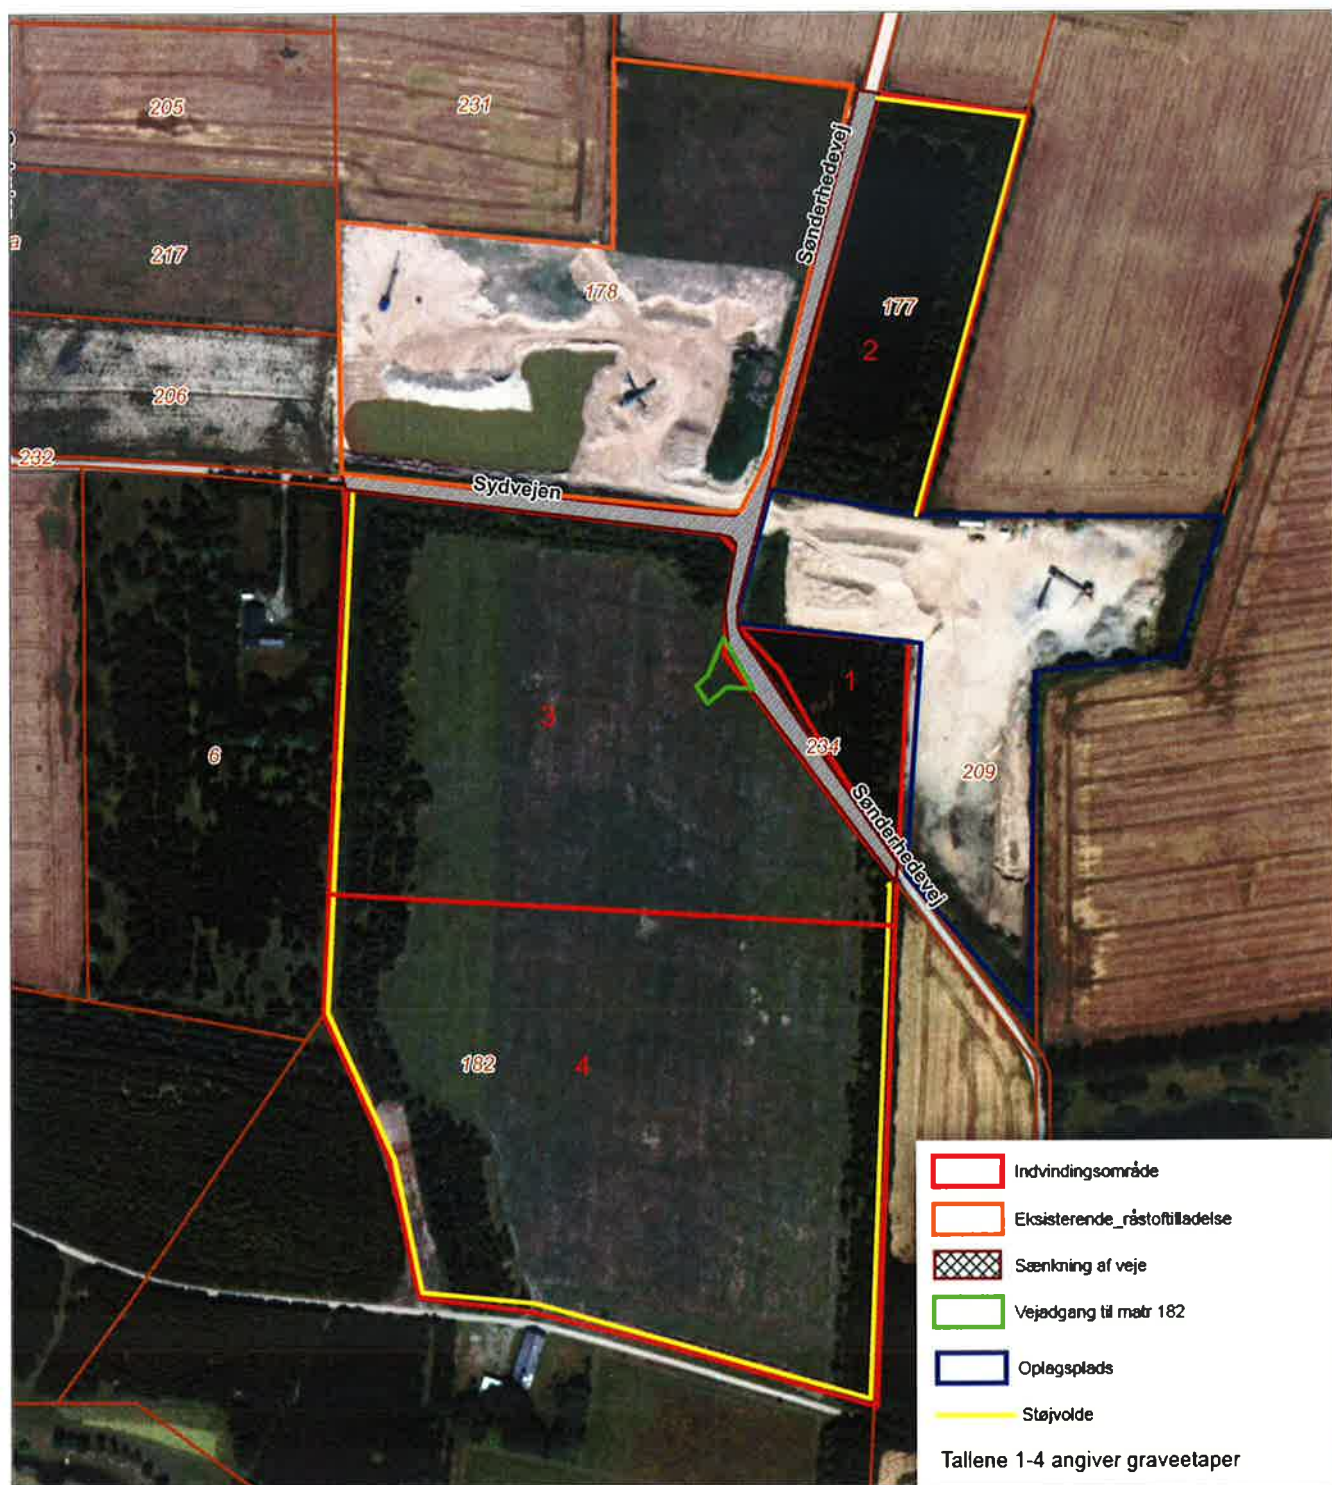 205
231
Sønderhedevej
217
a
178
177
2
206
232
Sydvejen
1
3
6
234
209
Sønderhedevej
182
4
Indvindingsområde
Eksisterende_råstoftilladelse
Sænkning af veje
Vejadgang til matr 182
Oplagsplads
Støjvolde
Tallene 1-4 angiver graveetaper